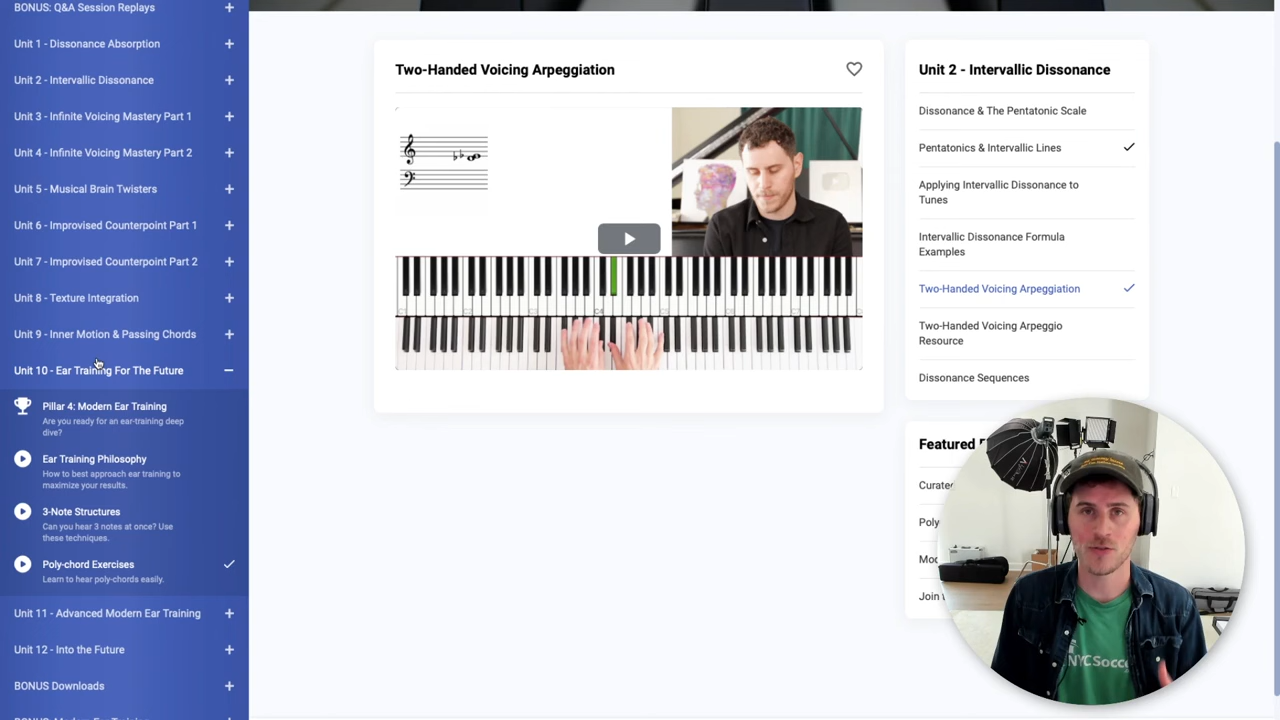 BONUS: Q&A Session Replays
Unit 1 - Dissonance Absorption
Unit 2 - Intervallic Dissonance
Unit 3 - Infinite Voicing Mastery Part 1
Unit 4 - Infinite Voicing Mastery Part 2
Unit 5 - Musical Brain Twisters
Unit 6 - Improvised Counterpoint Part 1
Unit 7 - Improvised Counterpoint Part 2
Unit 8 - Texture Integration
Unit 9 - Inner Motion & Passing Chords
Unit 10 - Ear Training For The Future
Pillar 4: Modern Ear Training
Are you ready for an ear-training deep
dive?
Ear Training Philosophy
How to best approach ear training to
maximize your results.
3-Note Structures
Can you hear 3 notes at once? Use
these techniques.
Poly-chord Exercises
Learn to hear poly-chords easily.
Unit 11 - Advanced Modern Ear Training
Unit 12 - Into the Future
BONUS Downloads
BONUS: Modern Ear Training
Two-Handed Voicing Arpeggiation
C4
Unit 2 - Intervallic Dissonance
Dissonance & The Pentatonic Scale
Pentatonics & Intervallic Lines
Applying Intervallic Dissonance to
Tunes
Intervallic Dissonance Formula
Examples
Two-Handed Voicing Arpeggiation
Two-Handed Voicing Arpeggio
Resource
Dissonance Sequences
Featured
Curate
Poly
Mod
Join
NYCSocc